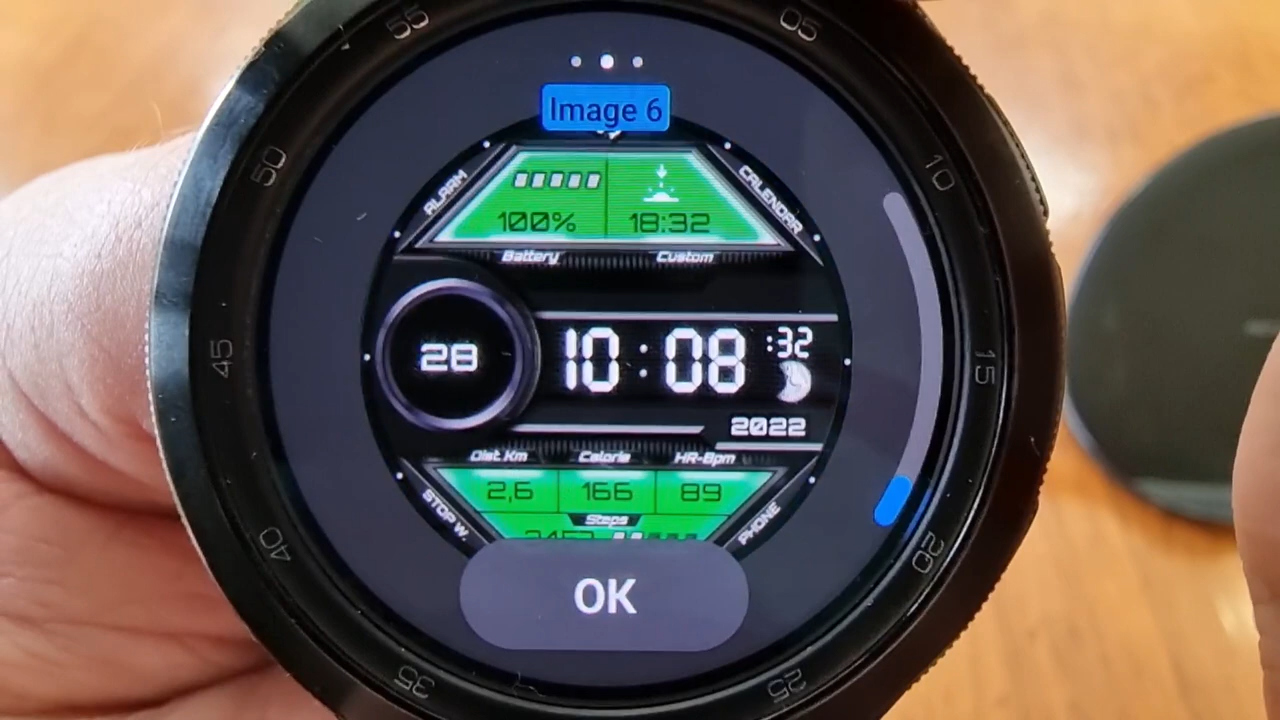 55
05
50
10
45
15
40
20
35
25
Image 6
ALARM
CALENDAR
100%
18:32
Battery
Custom
28
10:08
:32
2022
Dist Km
Calorie
HR-Bpm
2,6
166
89
Steps
STOP W.
PHONE
OK